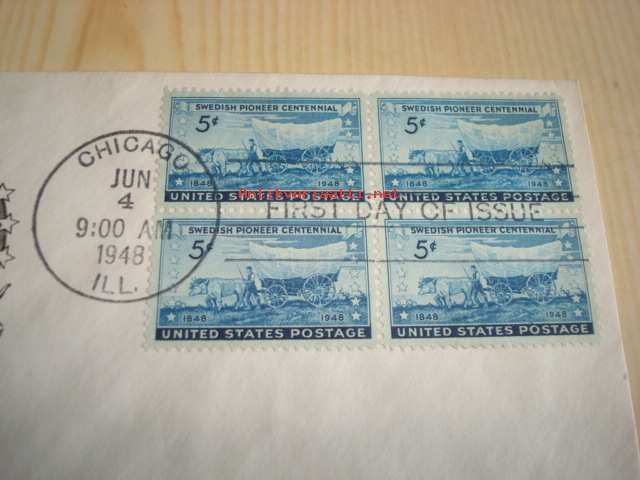 CHICAGO
JUN
4
9:00 AM
1948
ILL.
SWEDISH PIONEER CENTENNIAL
5¢
1848 1948
UNITED STATES POSTAGE
SWEDISH PIONEER CENTENNIAL
5¢
1848 1948
UNITED STATES POSTAGE
FIRST DAY OF ISSUE
SWEDISH PIONEER CENTENNIAL
5¢
1848 1948
UNITED STATES POSTAGE
SWEDISH PIONEER CENTENNIAL
5¢
1848 1948
UNITED STATES POSTAGE